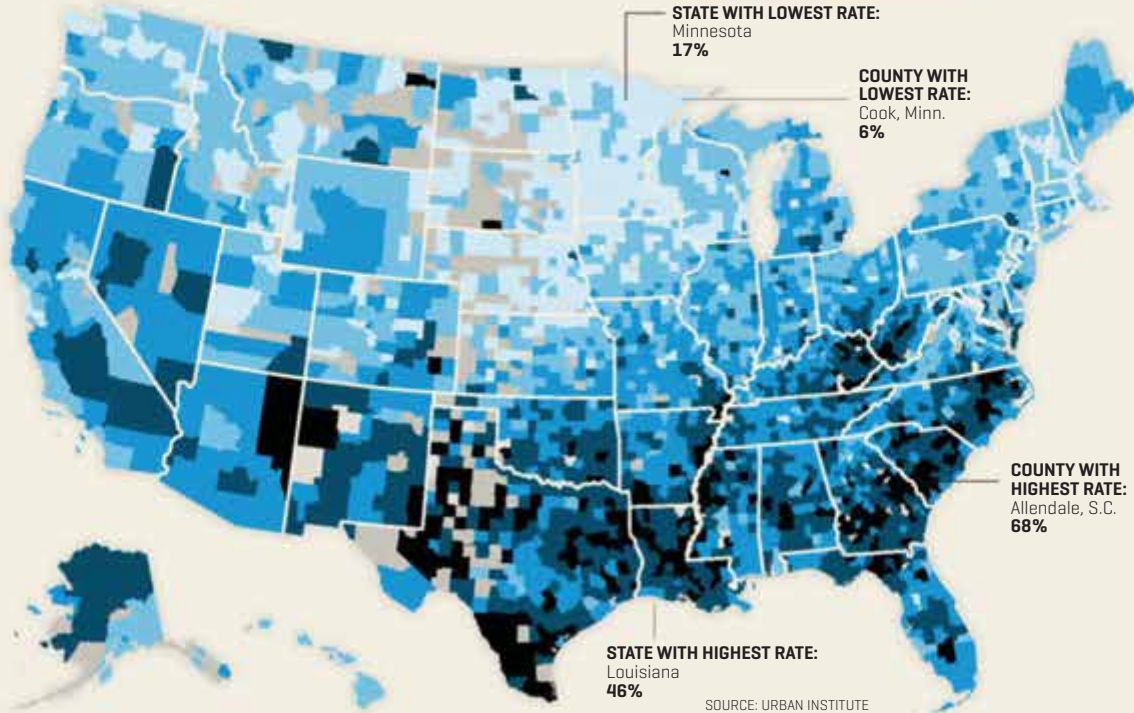 STATE WITH LOWEST RATE:
Minnesota
17%
COUNTY WITH
LOWEST RATE:
Cook, Minn.
6%
COUNTY WITH
HIGHEST RATE:
Allendale, S.C.
68%
STATE WITH HIGHEST RATE:
Louisiana
46%
SOURCE: URBAN INSTITUTE